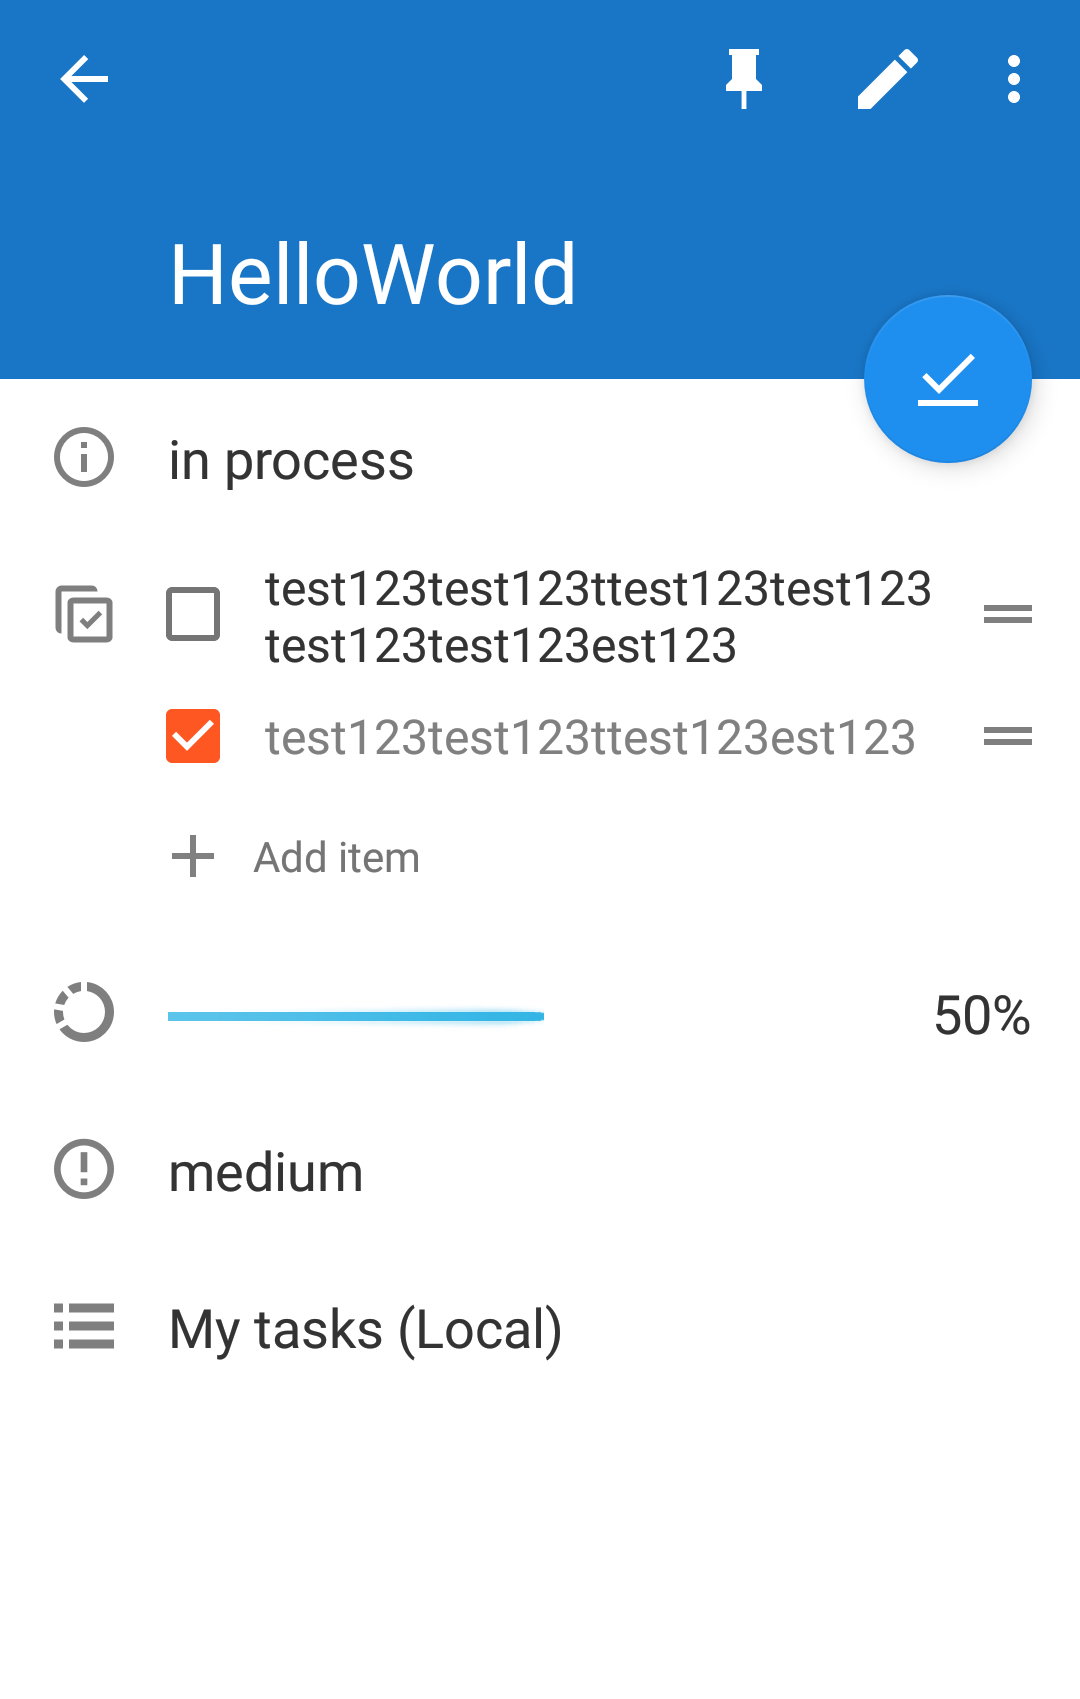 HelloWorld
in process
test123test123ttest123test123
test123test123est123
test123test123ttest123est123
Add item
50%
medium
My tasks (Local)